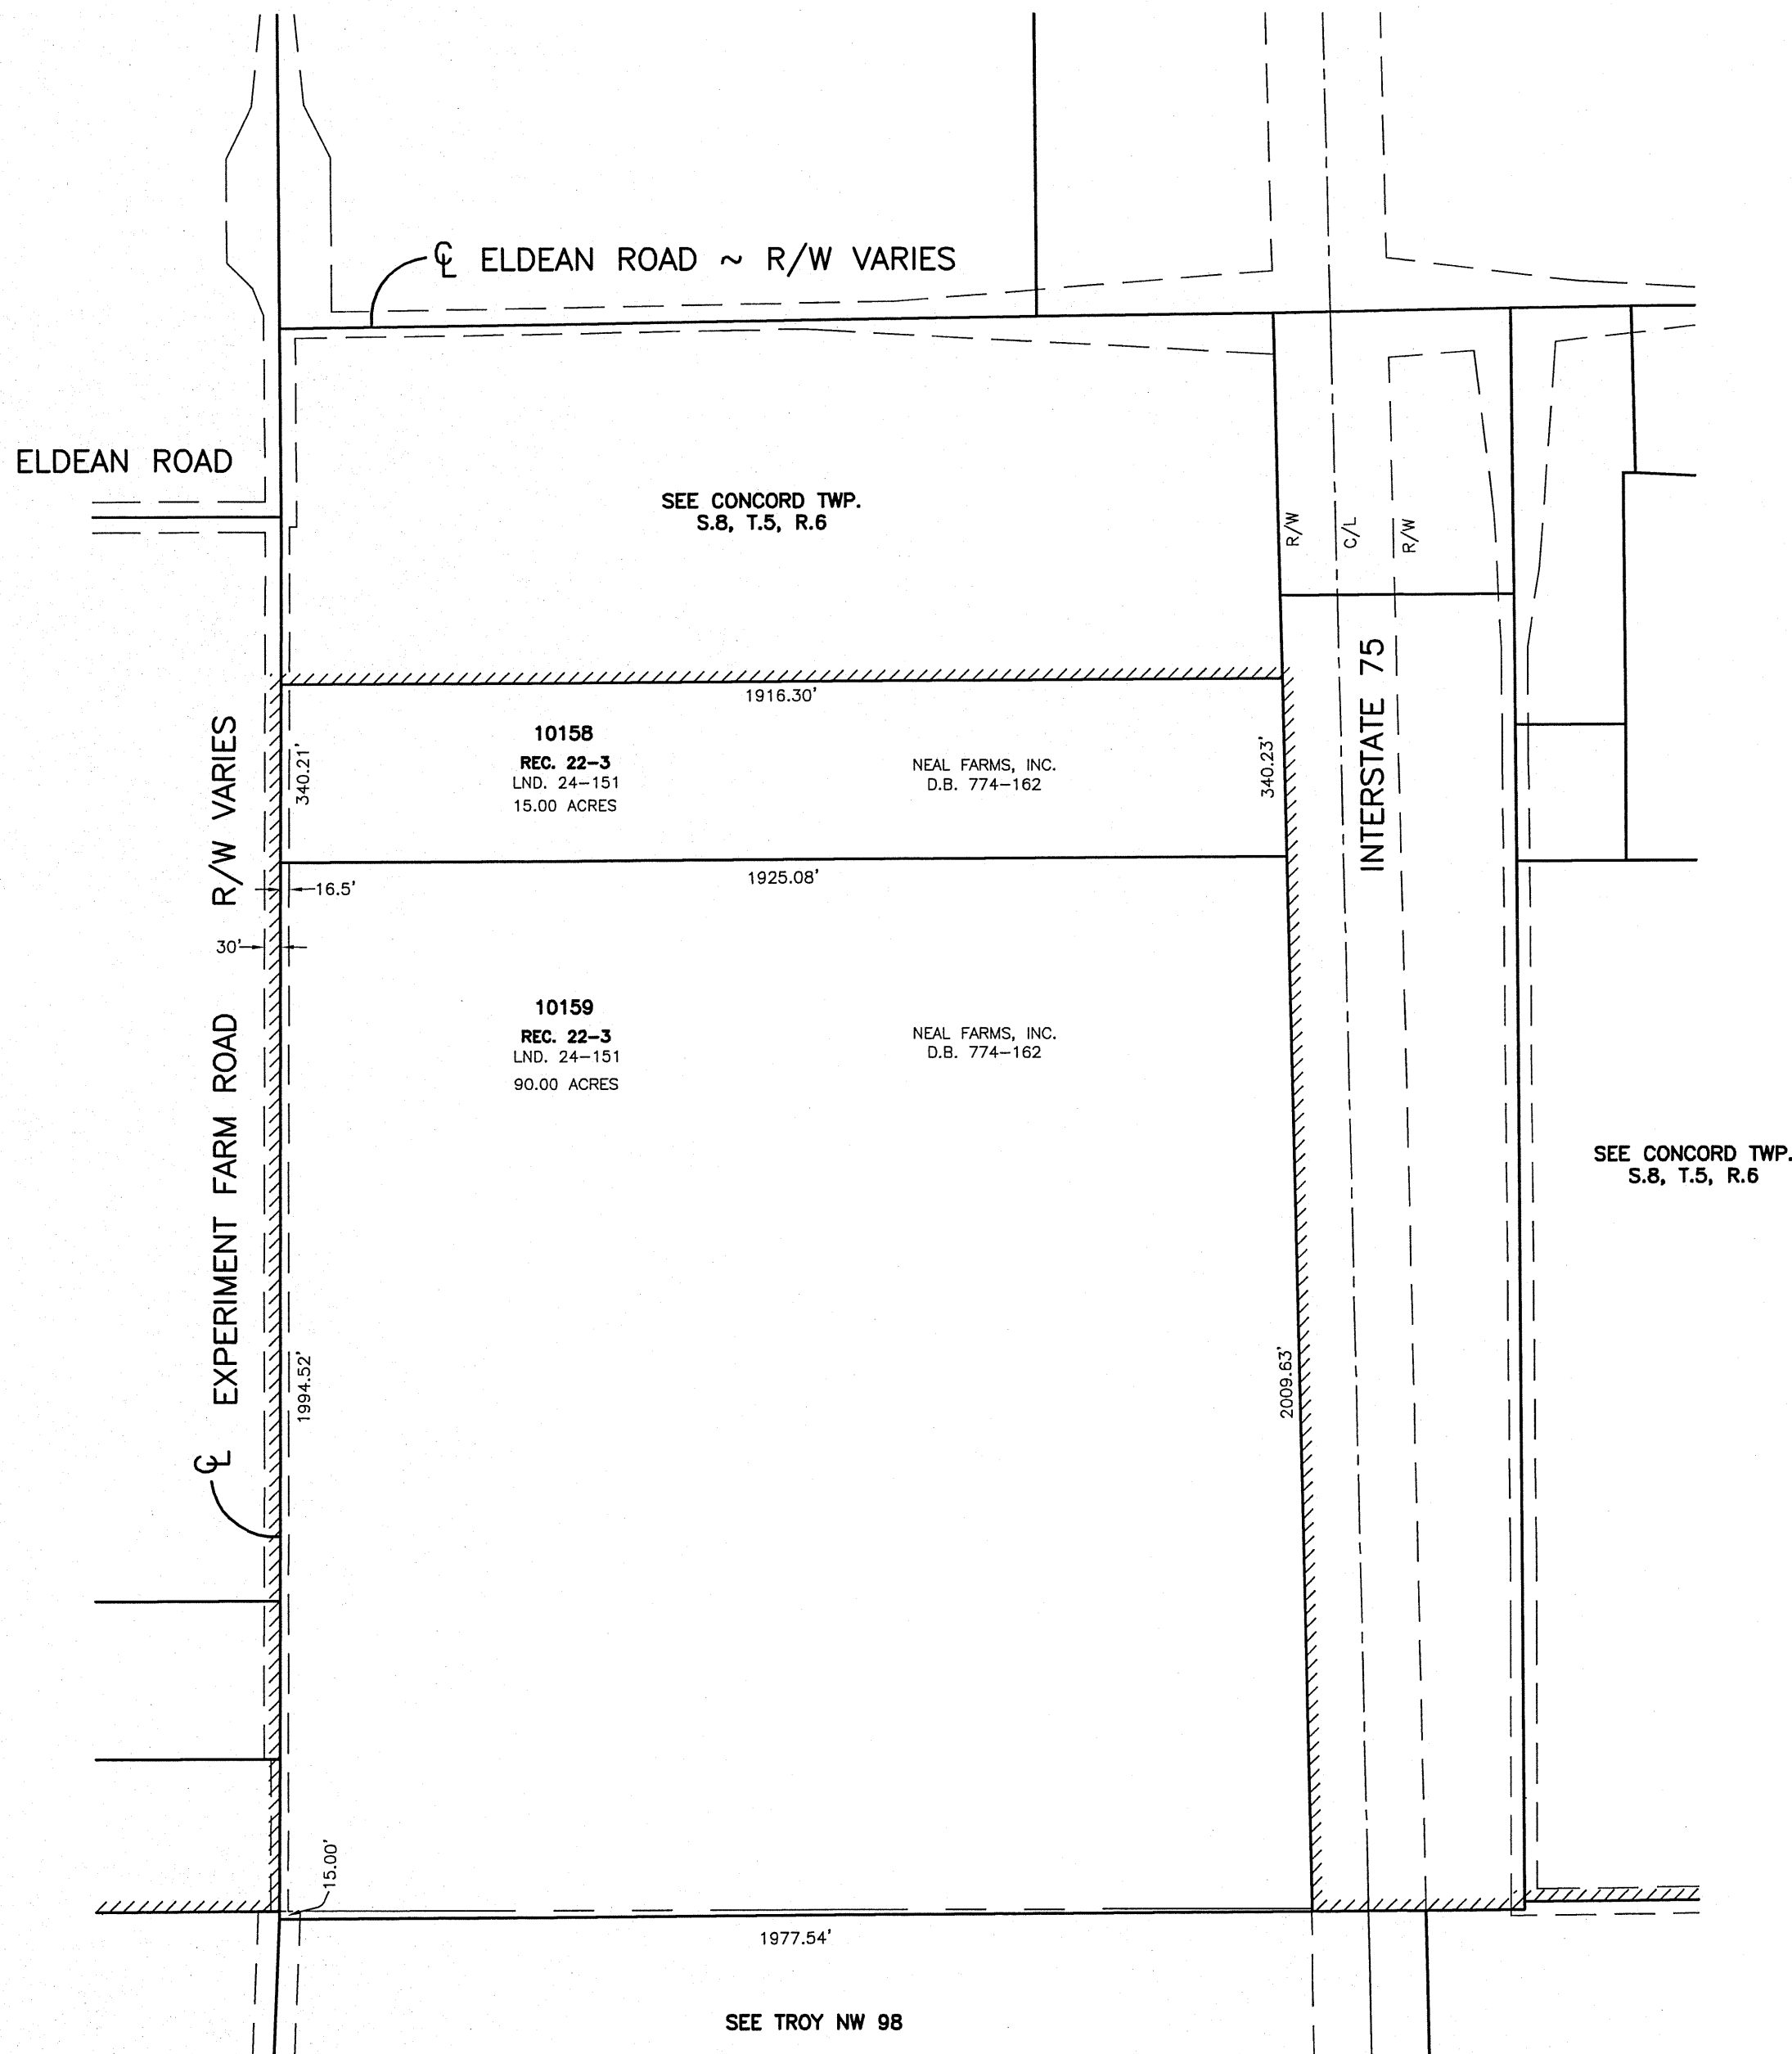 ℄ ELDEAN ROAD ~ R/W VARIES
ELDEAN ROAD
SEE CONCORD TWP.
S.8, T.5, R.6
R/W
C/L
R/W
INTERSTATE 75
1916.30'
10158
REC. 22-3
LND. 24-151
15.00 ACRES
NEAL FARMS, INC.
D.B. 774-162
340.21'
340.23'
1925.08'
16.5'
30'
℄ EXPERIMENT FARM ROAD R/W VARIES
10159
REC. 22-3
LND. 24-151
90.00 ACRES
NEAL FARMS, INC.
D.B. 774-162
SEE CONCORD TWP.
S.8, T.5, R.6
1994.52'
2009.63'
15.00'
1977.54'
SEE TROY NW 98